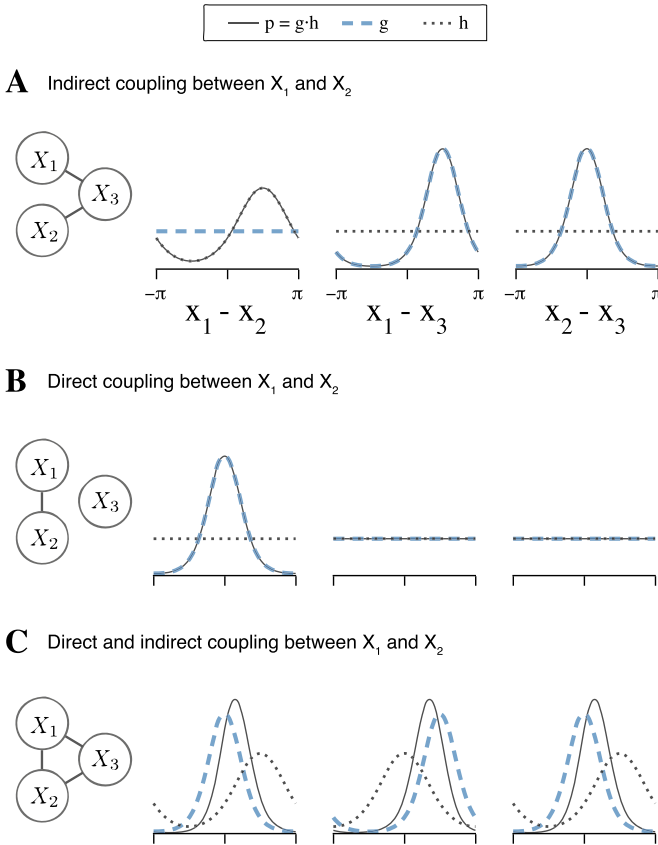 p = g·h g h
A Indirect coupling between X₁ and X₂
X₁
X₃
X₂
−π π −π π −π π
x₁ - x₂ x₁ - x₃ x₂ - x₃
B Direct coupling between X₁ and X₂
X₁
X₃
X₂
C Direct and indirect coupling between X₁ and X₂
X₁
X₃
X₂